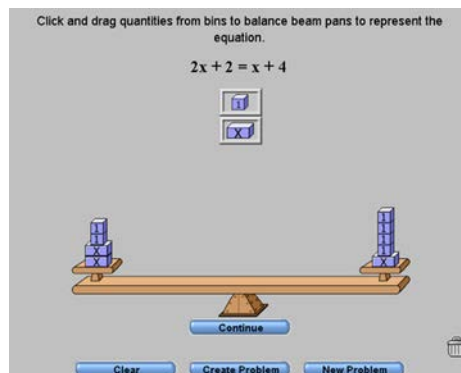 Click and drag quantities from bins to balance beam pans to represent the
equation.
2x + 2 = x + 4
1
X
1
1
X
X
1
1
1
1
X
Continue
Clear
Create Problem
New Problem